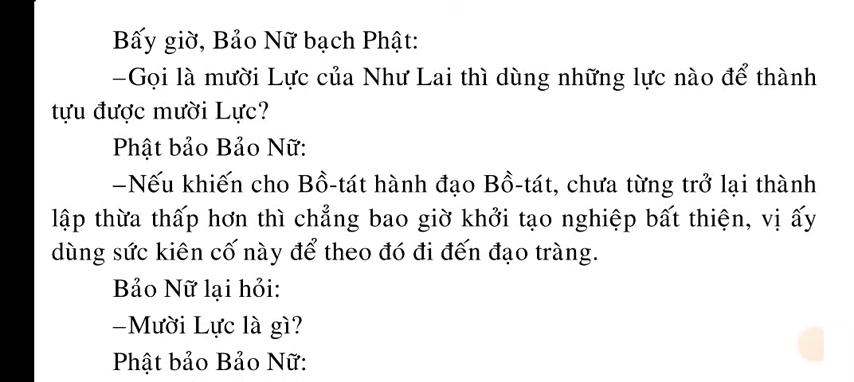 Bấy giờ, Bảo Nữ bạch Phật:
–Gọi là mười Lực của Như Lai thì dùng những lực nào để thành
tựu được mười Lực?
Phật bảo Bảo Nữ:
–Nếu khiến cho Bồ-tát hành đạo Bồ-tát, chưa từng trở lại thành
lập thừa thấp hơn thì chẳng bao giờ khởi tạo nghiệp bất thiện, vị ấy
dùng sức kiên cố này để theo đó đi đến đạo tràng.
Bảo Nữ lại hỏi:
–Mười Lực là gì?
Phật bảo Bảo Nữ: